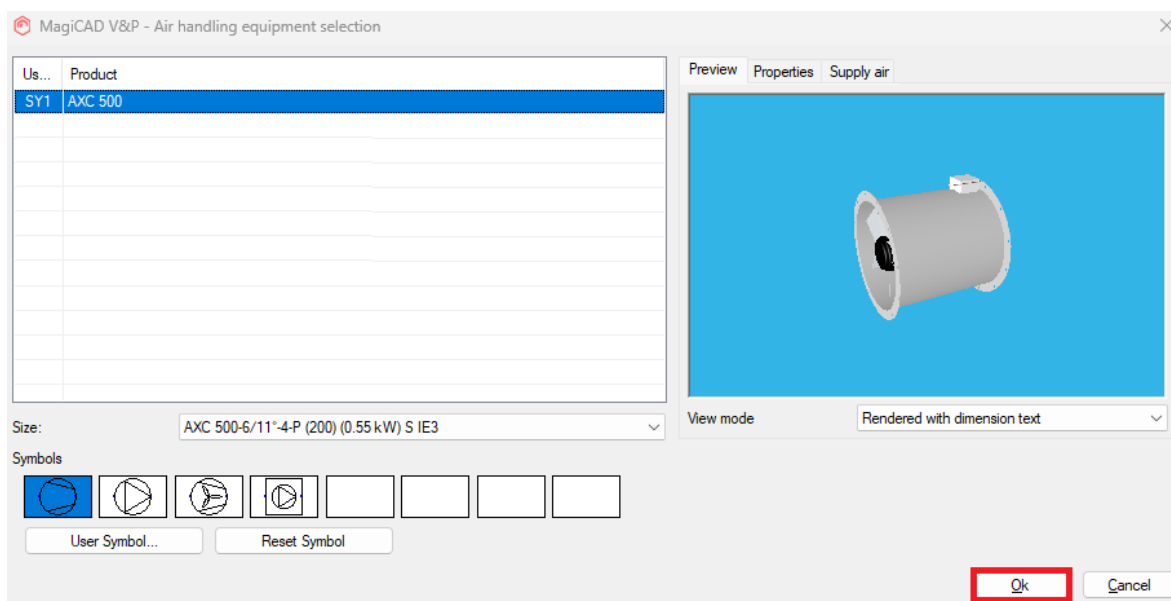 MagiCAD V&P - Air handling equipment selection
Us... Product
SY1 AXC 500
Preview Properties Supply air
View mode Rendered with dimension text
Size: AXC 500-6/11°-4-P (200) (0.55 kW) S IE3
Symbols
User Symbol... Reset Symbol
Ok Cancel